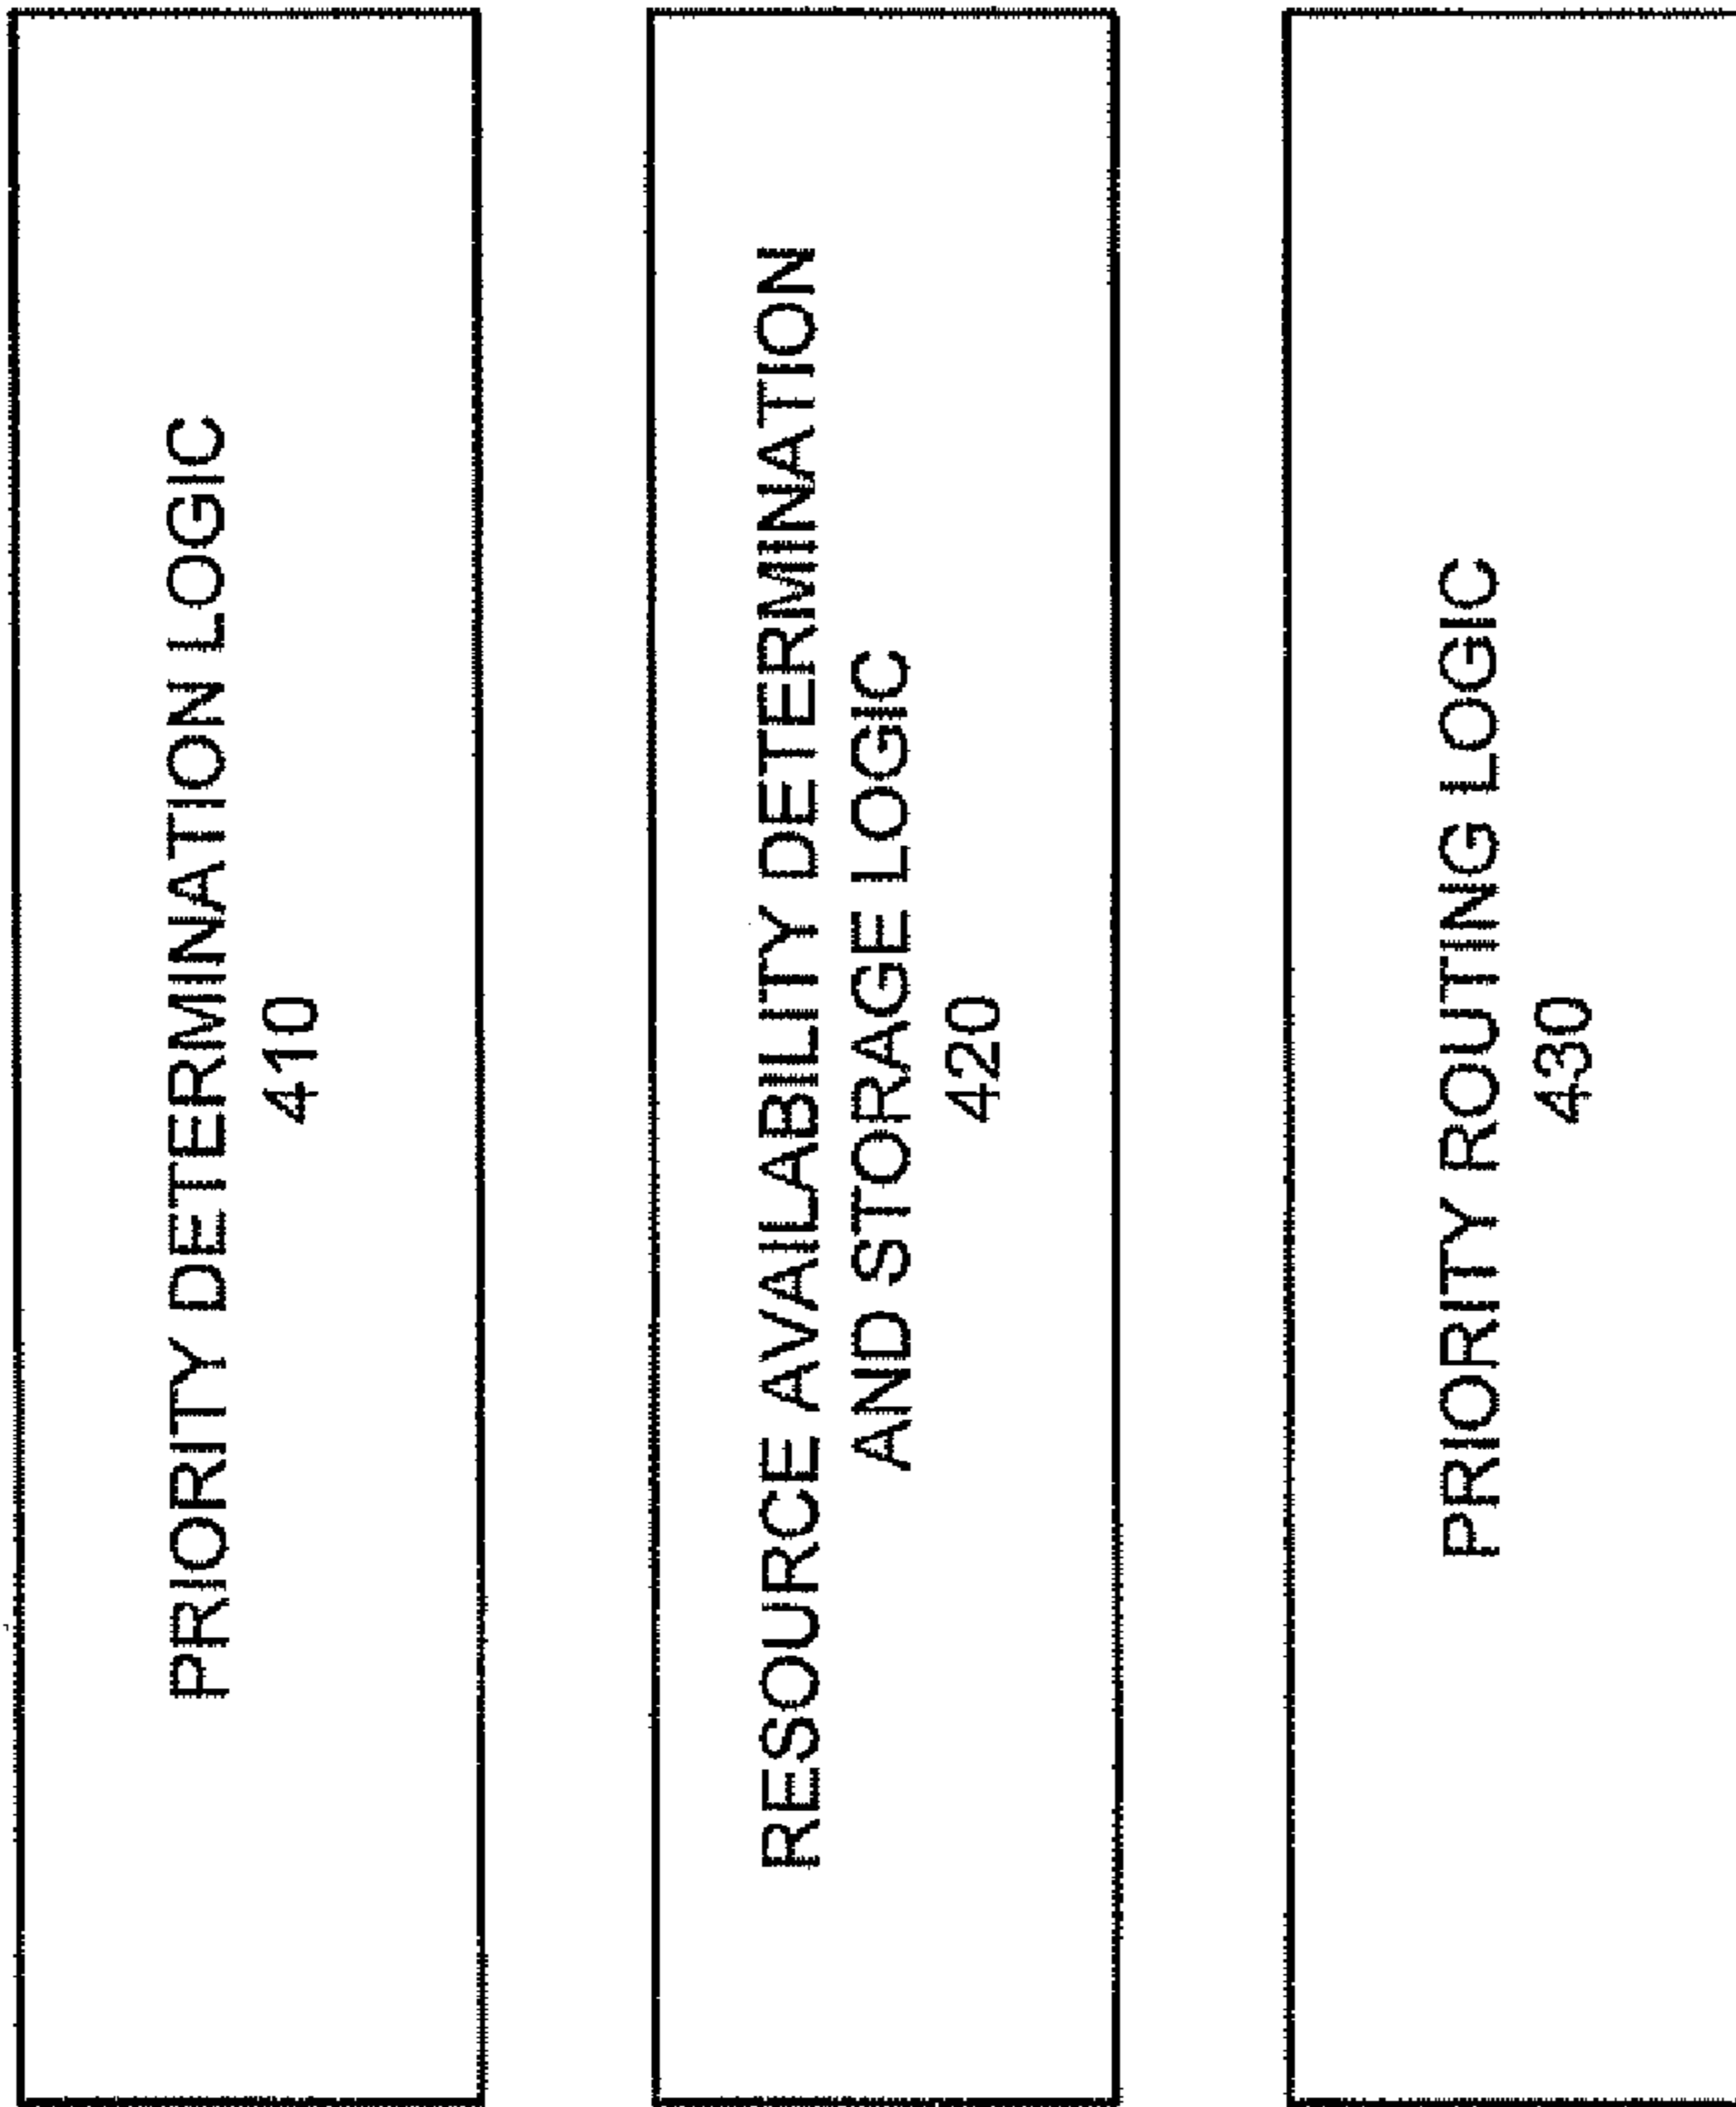 PRIORITY DETERMINATION LOGIC
410
RESOURCE AVAILABILITY DETERMINATION
AND STORAGE LOGIC
420
PRIORITY ROUTING LOGIC
430